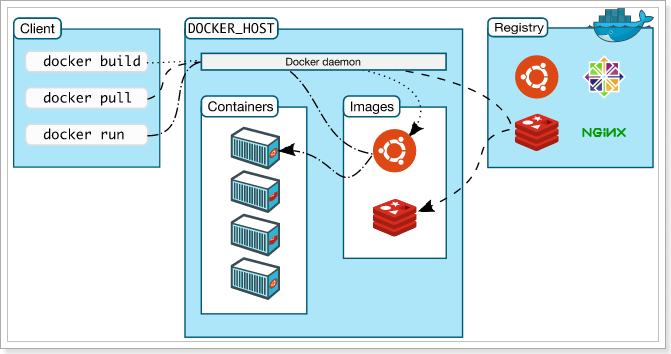 Client
docker build
docker pull
docker run
DOCKER_HOST
Docker daemon
Containers
Images
Registry
NGINX